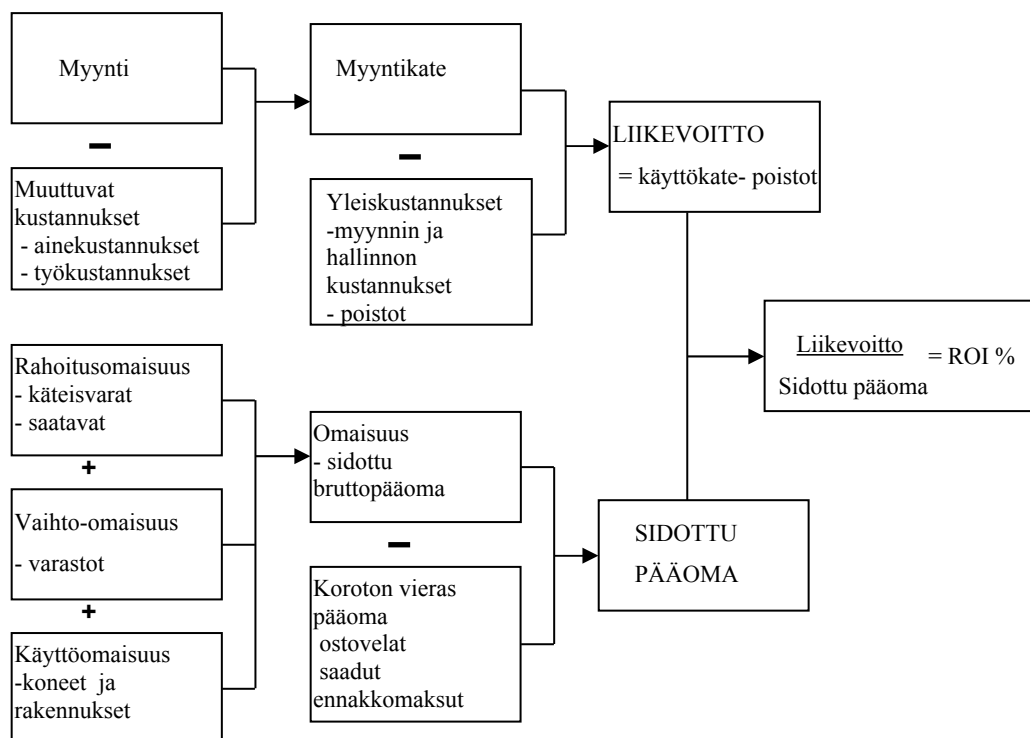 Myynti
−
Muuttuvat
kustannukset
- ainekustannukset
- työkustannukset
Myyntikate
−
Yleiskustannukset
-myynnin ja
hallinnon
kustannukset
- poistot
LIIKEVOITTO
= käyttökate- poistot
Rahoitusomaisuus
- käteisvarat
- saatavat
+
Vaihto-omaisuus
- varastot
+
Käyttöomaisuus
-koneet ja
rakennukset
Omaisuus
- sidottu
bruttopääoma
−
Koroton vieras
pääoma
ostovelat
saadut
ennakkomaksut
SIDOTTU
PÄÄOMA
Liikevoitto = ROI %
Sidottu pääoma